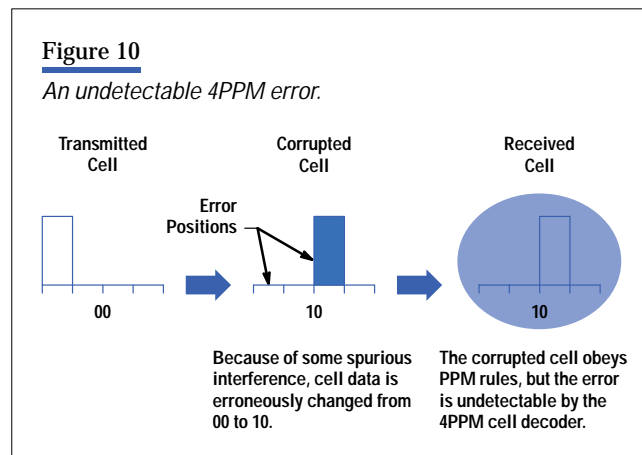 Figure 10
An undetectable 4PPM error.
Transmitted
Cell
Corrupted
Cell
Received
Cell
Error
Positions
00
10
10
Because of some spurious
interference, cell data is
erroneously changed from
00 to 10.
The corrupted cell obeys
PPM rules, but the error
is undetectable by the
4PPM cell decoder.